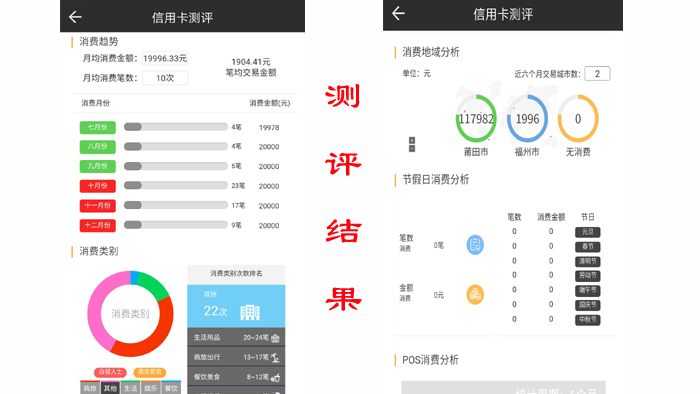 信用卡测评
消费趋势
月均消费金额: 19996.33元
月均消费笔数: 10次
1904.41元
笔均交易金额
消费月份 消费金额(元)
七月份 4笔 19978
八月份 4笔 20000
九月份 6笔 20000
十月份 23笔 20000
十一月份 17笔 20000
十二月份 9笔 20000
消费类别
消费类别
白领人士
商旅 其他 生活 娱乐 餐饮
消费类别次数排名
其他
22次
生活用品 20~24笔
商旅出行 13~17笔
餐饮美食 8~12笔
测
评
结
果
信用卡测评
消费地域分析
单位: 元 近六个月交易城市数: 2
117982 1996 0
莆田市 福州市 无消费
节假日消费分析
笔数 消费金额 节日
笔数
消费
0笔
金额
消费
0元
0 0 元旦
0 0 春节
0 0 清明节
0 0 劳动节
0 0 端午节
0 0 国庆节
0 0 中秋节
POS消费分析